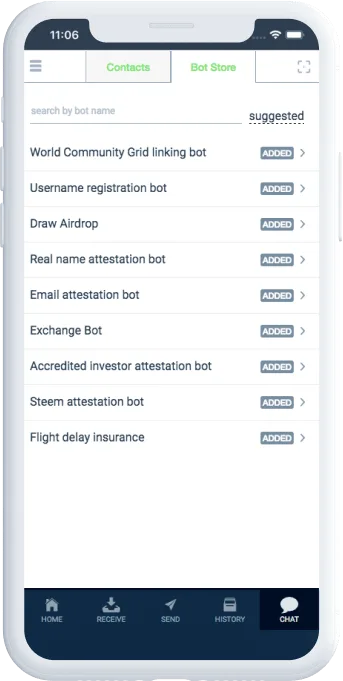 11:06
Contacts
Bot Store
search by bot name
suggested
World Community Grid linking bot ADDED
Username registration bot ADDED
Draw Airdrop ADDED
Real name attestation bot ADDED
Email attestation bot ADDED
Exchange Bot ADDED
Accredited investor attestation bot ADDED
Steem attestation bot ADDED
Flight delay insurance ADDED
HOME RECEIVE SEND HISTORY CHAT